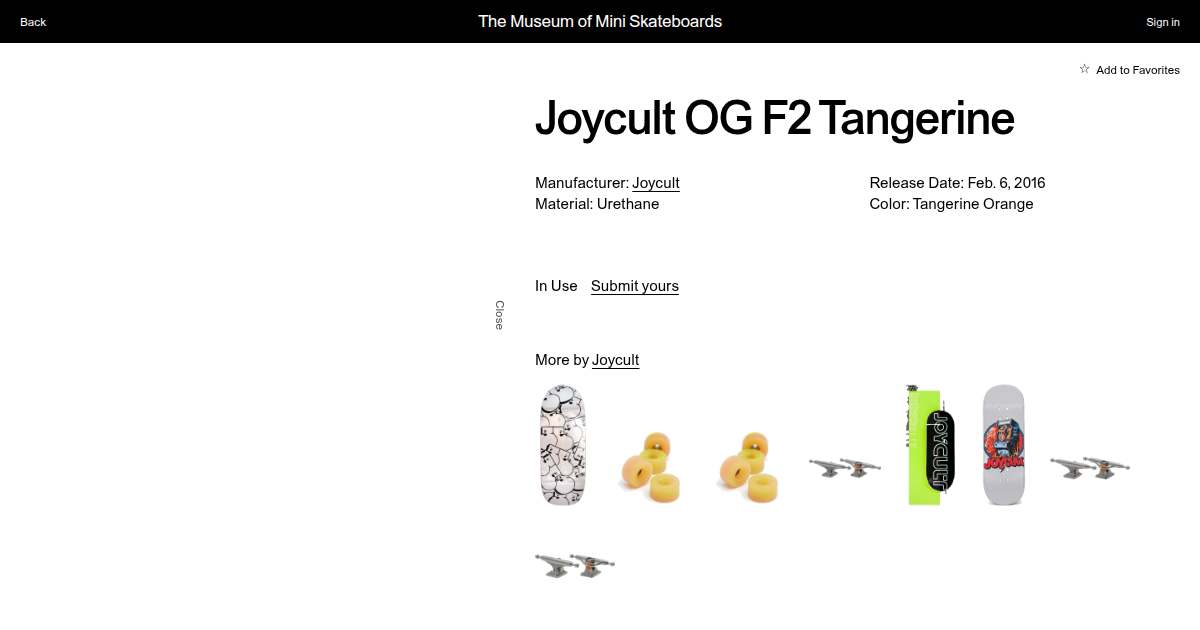 Back
The Museum of Mini Skateboards
Sign in
☆ Add to Favorites
Joycult OG F2 Tangerine
Manufacturer: Joycult
Material: Urethane
Release Date: Feb. 6, 2016
Color: Tangerine Orange
In Use Submit yours
Close
More by Joycult
JOYCULT
Joycult